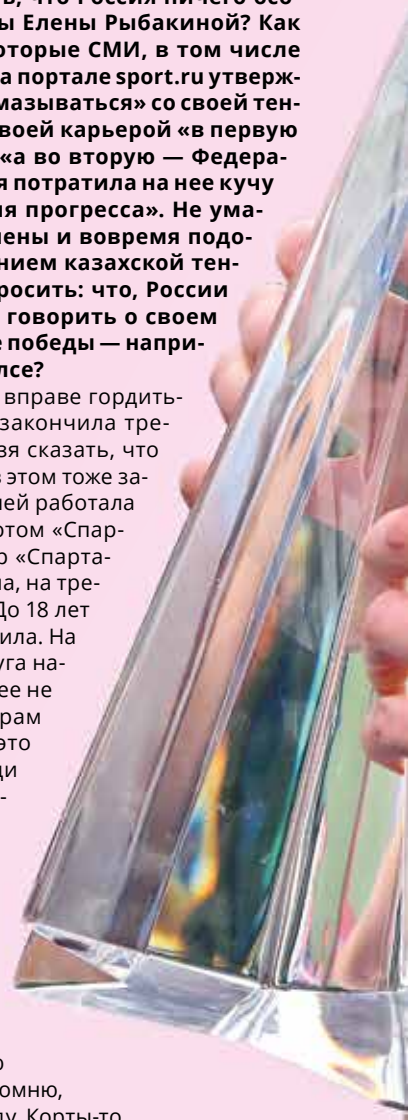 ь, что Россия ничего осо-
ы Елены Рыбакиной? Как
оторые СМИ, в том числе
а портале sport.ru утверж-
мазываться» со своей тен-
воей карьерой «в первую
«а во вторую — Федера-
я потратила на нее кучу
ия прогресса». Не ума-
лены и вовремя подо-
нием казахской тен-
росить: что, России
говорить о своем
е победы — напри-
лсе?
вправе гордить-
закончила тре-
зя сказать, что
в этом тоже за-
ней работала
отом «Спар-
о «Спарта-
а, на тре-
До 18 лет
ила. На
уга на-
ее не
рам
это
ди
-
о
омню,
ду. Корты-то